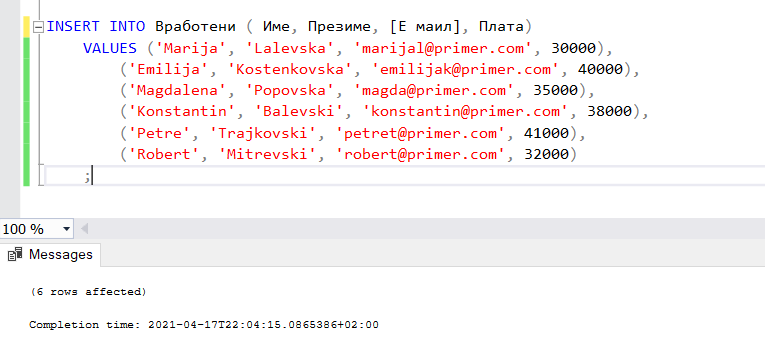 INSERT INTO Вработени ( Име, Презиме, [Е маил], Плата)
VALUES ('Marija', 'Lalevska', 'marijal@primer.com', 30000),
('Emilija', 'Kostenkovska', 'emilijak@primer.com', 40000),
('Magdalena', 'Popovska', 'magda@primer.com', 35000),
('Konstantin', 'Balevski', 'konstantin@primer.com', 38000),
('Petre', 'Trajkovski', 'petret@primer.com', 41000),
('Robert', 'Mitrevski', 'robert@primer.com', 32000)
;
100 %
Messages
(6 rows affected)
Completion time: 2021-04-17T22:04:15.0865386+02:00